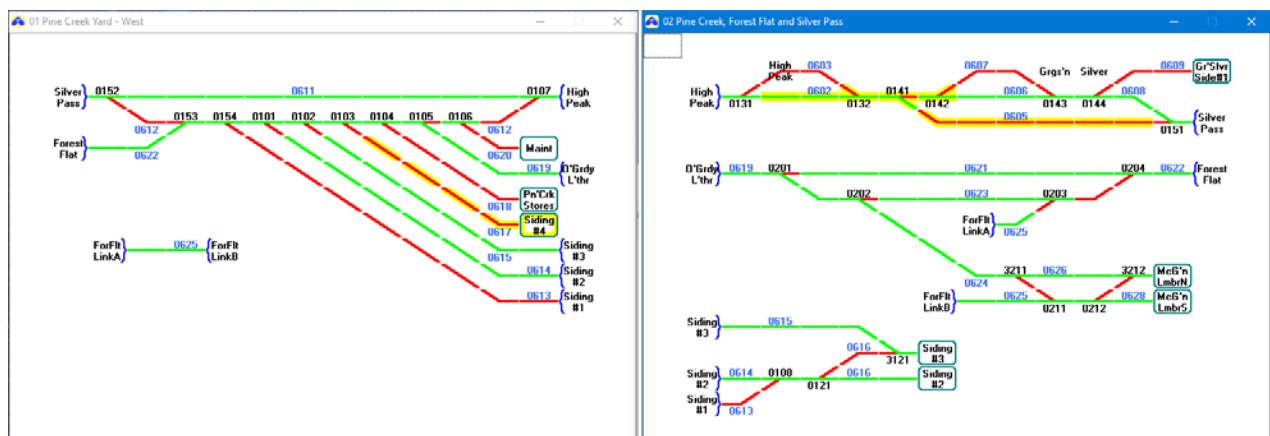 01 Pine Creek Yard - West
Silver
Pass
0152
0611
0107
High
Peak
0612
0153
0154
0101
0102
0103
0104
0105
0106
0612
Forest
Flat
0622
0620
Maint
0619
O'Grdy
L'thr
0618
Pn'Crk
Stores
0617
Siding
#4
ForFlt
LinkA
0625
ForFlt
LinkB
0615
Siding
#3
0614
Siding
#2
0613
Siding
#1
02 Pine Creek, Forest Flat and Silver Pass
High
Peak
0603
0607
Grgs'n Silver
0609
Gr'Slvr
Side#1
High
Peak
0131
0602
0132
0141
0142
0606
0143
0144
0608
0605
0151
Silver
Pass
O'Grdy
L'thr
0619
0201
0621
0204
0622
Forest
Flat
0202
0623
0203
ForFlt
LinkA
0625
0624
3211
0626
3212
McG'n
LmbrN
ForFlt
LinkB
0625
0211
0212
0628
McG'n
LmbrS
Siding
#3
0615
0616
3121
Siding
#3
Siding
#2
0614
0108
0121
0616
Siding
#2
Siding
#1
0613